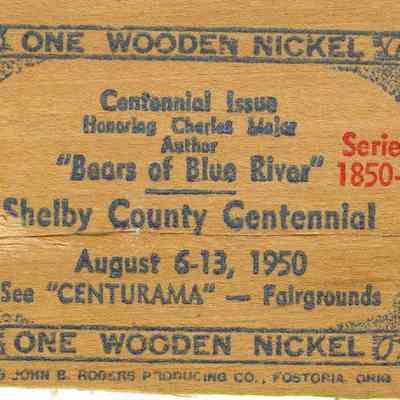 ONE WOODEN NICKEL
Centennial Issue
Honoring Charles Major
Author
"Bears of Blue River"
Serie
1850-
Shelby County Centennial
August 6-13, 1950
See "CENTURAMA" — Fairgrounds
ONE WOODEN NICKEL
JOHN B. ROGERS PRODUCING CO., FOSTORIA, OHIO